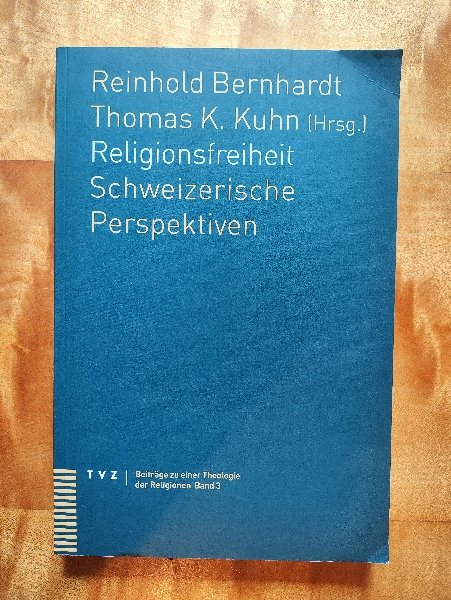 Reinhold Bernhardt
Thomas K. Kuhn (Hrsg.)
Religionsfreiheit
Schweizerische
Perspektiven
TVZ
Beiträge zu einer Theologie
der Religionen Band 3